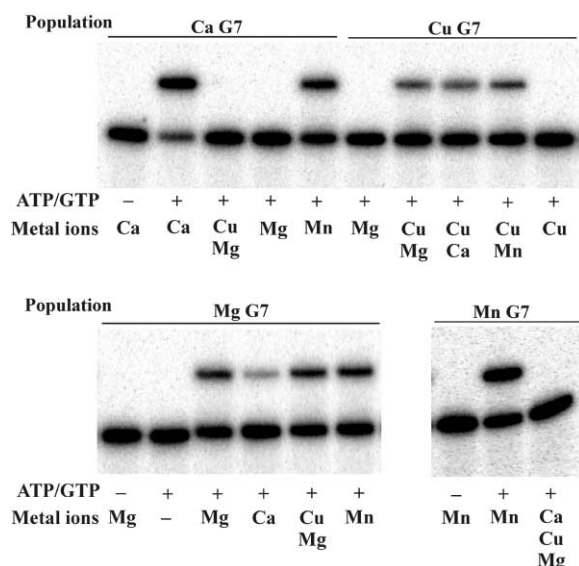 Population
Ca G7 Cu G7
ATP/GTP – + + + + + + + + +
Metal ions Ca Ca Cu Mg Mn Mg Cu Cu Cu Cu
Mg Mg Ca Mn
Population
Mg G7 Mn G7
ATP/GTP – + + + + + – + +
Metal ions Mg – Mg Ca Cu Mn Mn Mn Ca
Mg Cu
Mg